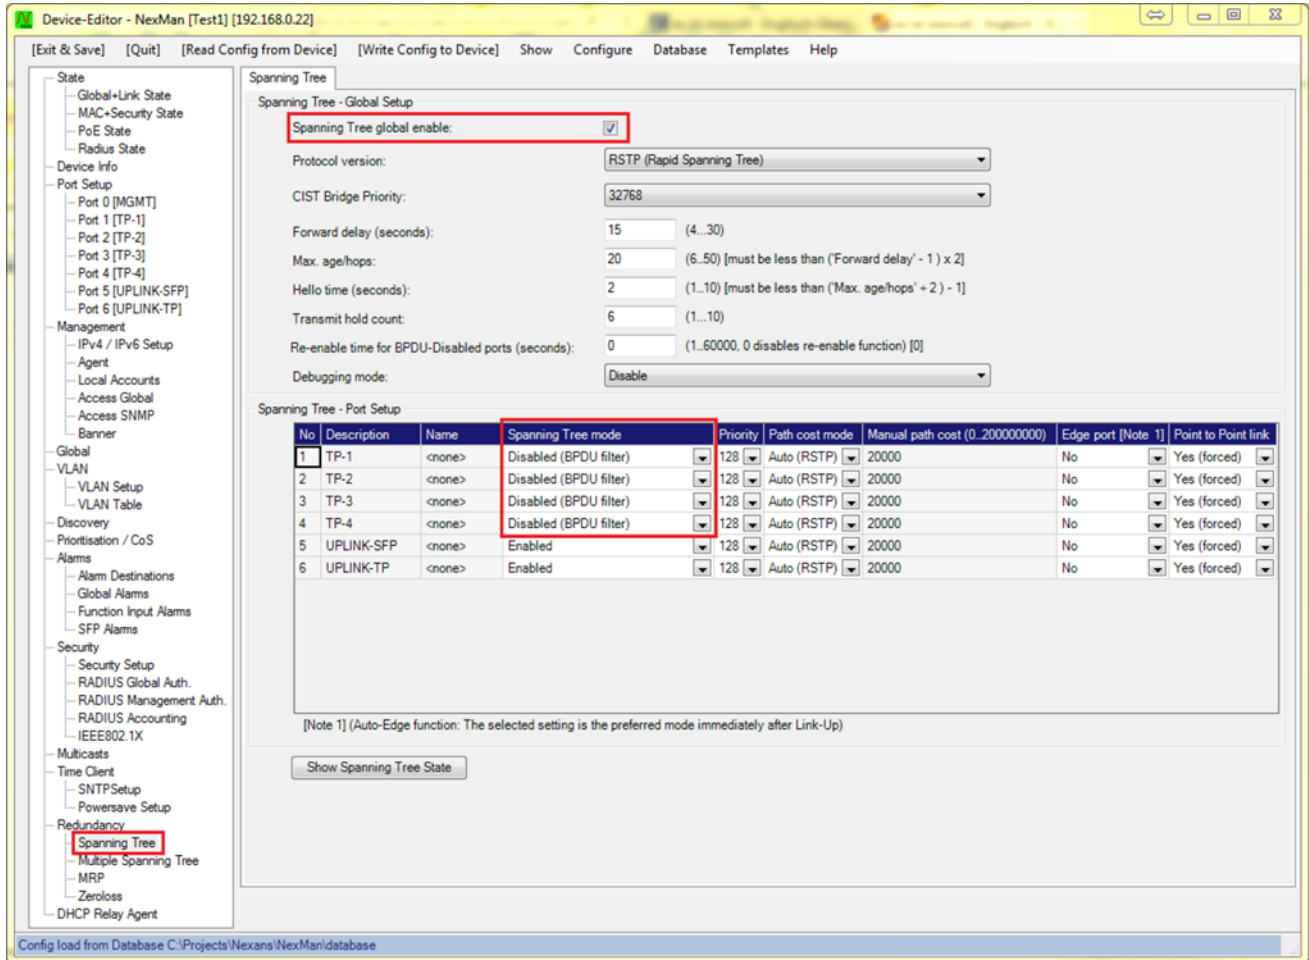 Device-Editor - NexMan [Test1] [192.168.0.22]
[Exit & Save] [Quit] [Read Config from Device] [Write Config to Device] Show Configure Database Templates Help
State
Global+Link State
MAC+Security State
PoE State
Radius State
Device Info
Port Setup
Port 0 [MGMT]
Port 1 [TP-1]
Port 2 [TP-2]
Port 3 [TP-3]
Port 4 [TP-4]
Port 5 [UPLINK-SFP]
Port 6 [UPLINK-TP]
Management
IPv4 / IPv6 Setup
Agent
Local Accounts
Access Global
Access SNMP
Banner
Global
VLAN
VLAN Setup
VLAN Table
Discovery
Prioritisation / CoS
Alarms
Alarm Destinations
Global Alarms
Function Input Alarms
SFP Alarms
Security
Security Setup
RADIUS Global Auth.
RADIUS Management Auth.
RADIUS Accounting
IEEE802.1X
Multicasts
Time Client
SNTPSetup
Powersave Setup
Redundancy
Spanning Tree
Multiple Spanning Tree
MRP
Zeroloss
DHCP Relay Agent
Spanning Tree
Spanning Tree - Global Setup
Spanning Tree global enable:
Protocol version: RSTP (Rapid Spanning Tree)
CIST Bridge Priority: 32768
Forward delay (seconds): 15 (4...30)
Max. age/hops: 20 (6..50) [must be less than ('Forward delay' - 1 ) x 2]
Hello time (seconds): 2 (1..10) [must be less than ('Max. age/hops' ÷ 2 ) - 1]
Transmit hold count: 6 (1...10)
Re-enable time for BPDU-Disabled ports (seconds): 0 (1..60000, 0 disables re-enable function) [0]
Debugging mode: Disable
Spanning Tree - Port Setup
No Description Name Spanning Tree mode Priority Path cost mode Manual path cost (0..200000000) Edge port [Note 1] Point to Point link
1 TP-1 <none> Disabled (BPDU filter) 128 Auto (RSTP) 20000 No Yes (forced)
2 TP-2 <none> Disabled (BPDU filter) 128 Auto (RSTP) 20000 No Yes (forced)
3 TP-3 <none> Disabled (BPDU filter) 128 Auto (RSTP) 20000 No Yes (forced)
4 TP-4 <none> Disabled (BPDU filter) 128 Auto (RSTP) 20000 No Yes (forced)
5 UPLINK-SFP <none> Enabled 128 Auto (RSTP) 20000 No Yes (forced)
6 UPLINK-TP <none> Enabled 128 Auto (RSTP) 20000 No Yes (forced)
[Note 1] (Auto-Edge function: The selected setting is the preferred mode immediately after Link-Up)
Show Spanning Tree State
Config load from Database C:\Projects\Nexans\NexMan\database